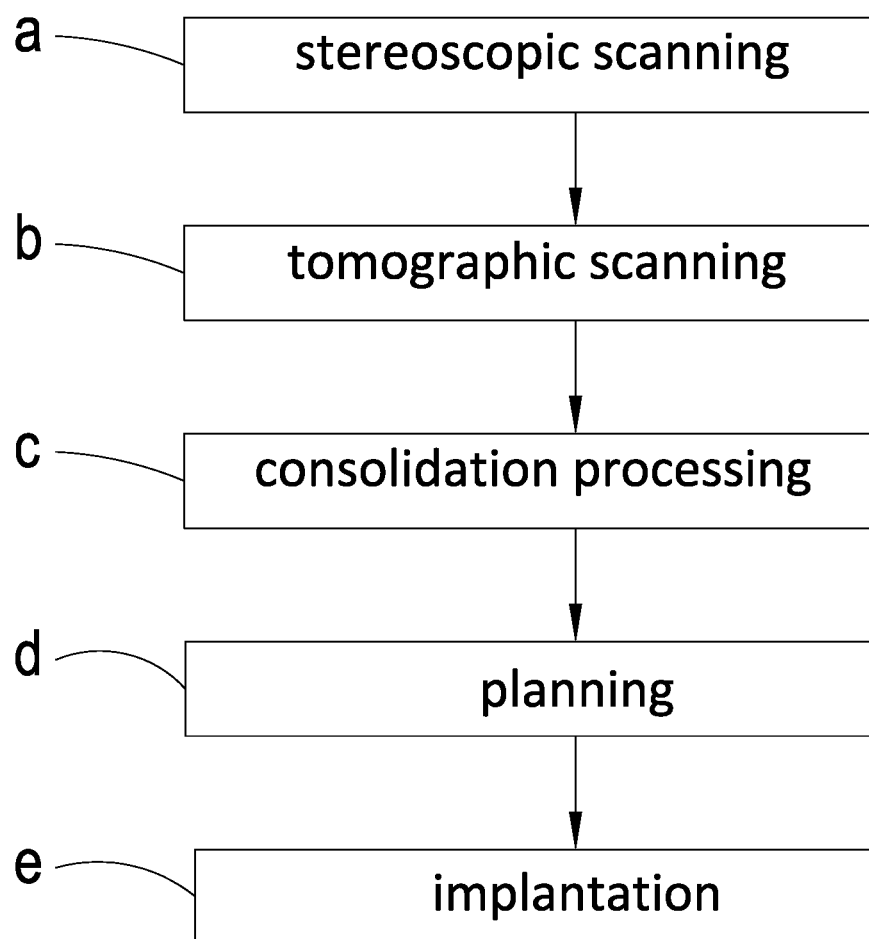 a stereoscopic scanning
b tomographic scanning
c consolidation processing
d planning
e implantation